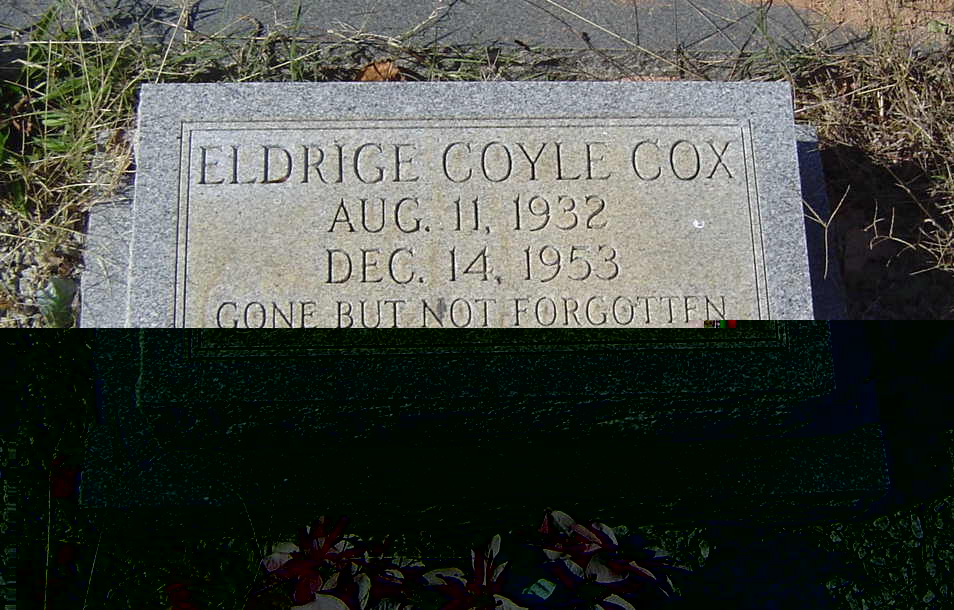 ELDRIGE COYLE COX
AUG. 11, 1932
DEC. 14, 1953
GONE BUT NOT FORGOTTEN